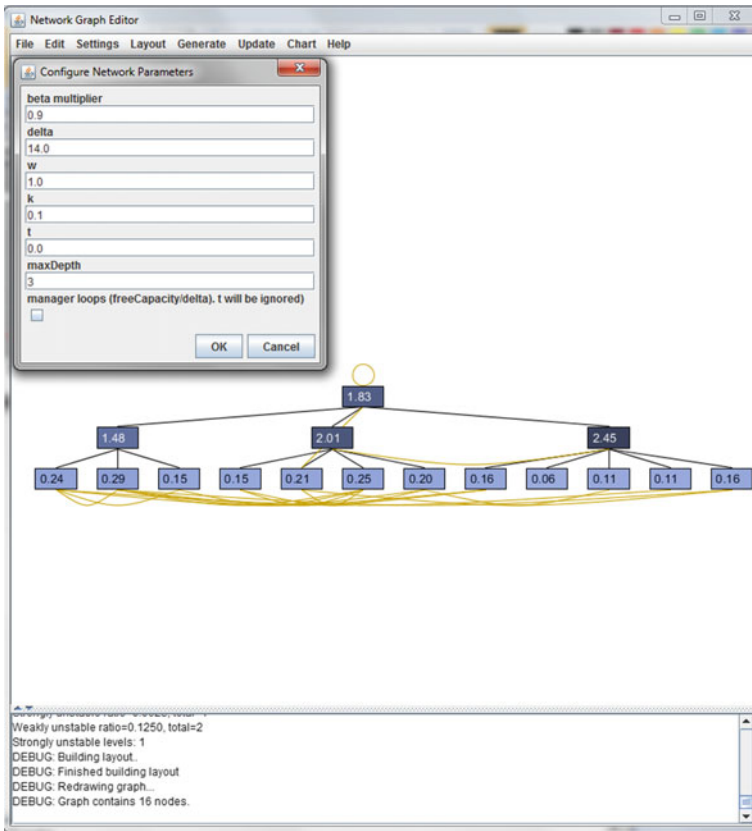 Network Graph Editor
File Edit Settings Layout Generate Update Chart Help
Configure Network Parameters
beta multiplier
0.9
delta
14.0
w
1.0
k
0.1
t
0.0
maxDepth
3
manager loops (freeCapacity/delta). t will be ignored)
OK Cancel
1.83
1.48 2.01 2.45
0.24 0.29 0.15 0.15 0.21 0.25 0.20 0.16 0.06 0.11 0.11 0.16
Weakly unstable ratio=0.1250, total=2
Strongly unstable levels: 1
DEBUG: Building layout..
DEBUG: Finished building layout
DEBUG: Redrawing graph...
DEBUG: Graph contains 16 nodes.